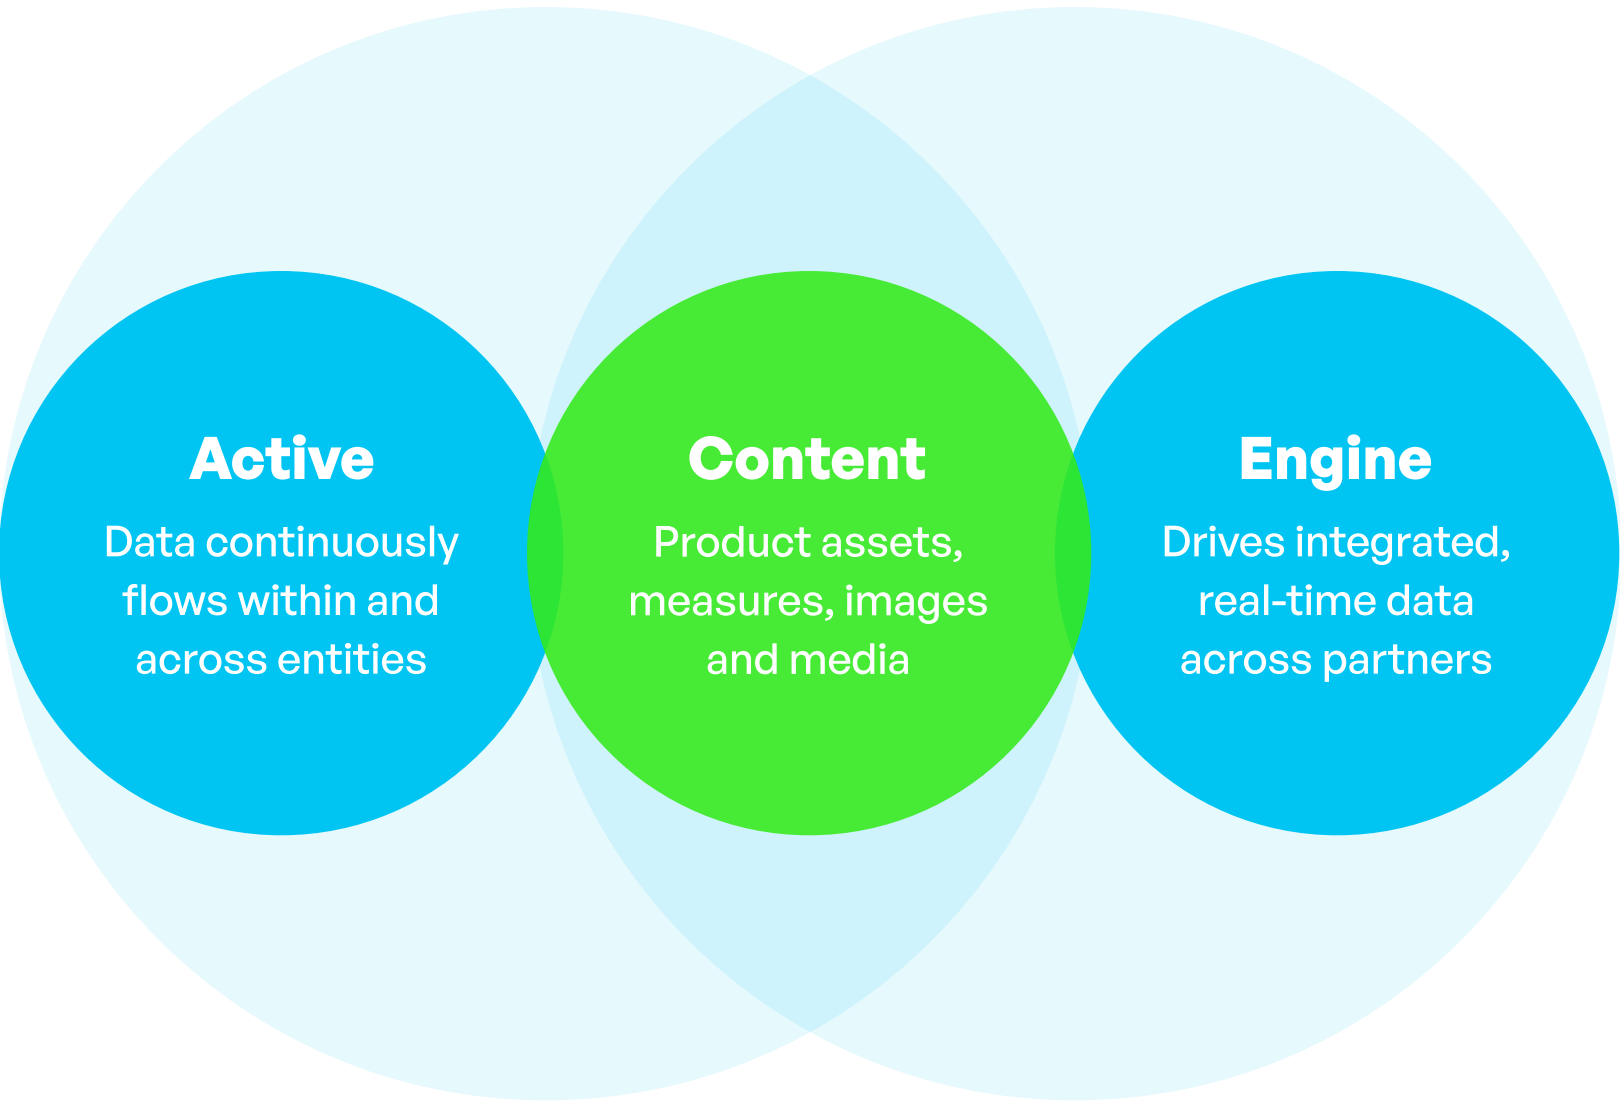 Active
Data continuously
flows within and
across entities
Content
Product assets,
measures, images
and media
Engine
Drives integrated,
real-time data
across partners